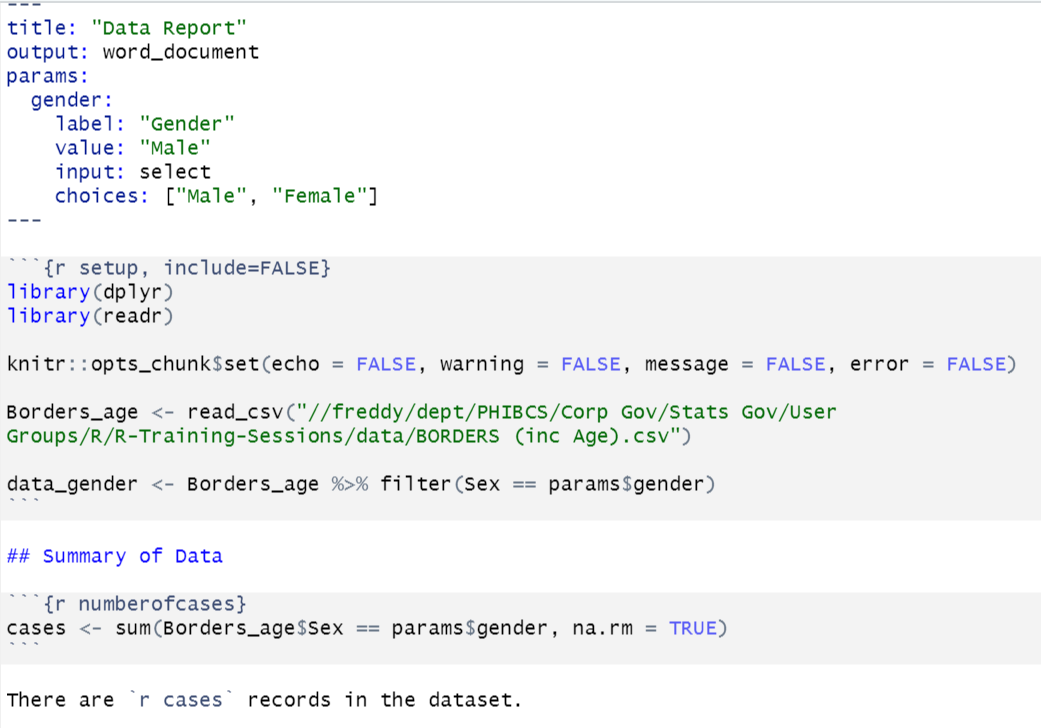 ---
title: "Data Report"
output: word_document
params:
  gender:
    label: "Gender"
    value: "Male"
    input: select
    choices: ["Male", "Female"]
---
```{r setup, include=FALSE}
library(dplyr)
library(readr)
knitr::opts_chunk$set(echo = FALSE, warning = FALSE, message = FALSE, error = FALSE)
Borders_age <- read_csv("//freddy/dept/PHIBCS/Corp Gov/Stats Gov/User
Groups/R/R-Training-Sessions/data/BORDERS (inc Age).csv")
data_gender <- Borders_age %>% filter(Sex == params$gender)
```
## Summary of Data
```{r numberofcases}
cases <- sum(Borders_age$Sex == params$gender, na.rm = TRUE)
```
There are `r cases` records in the dataset.